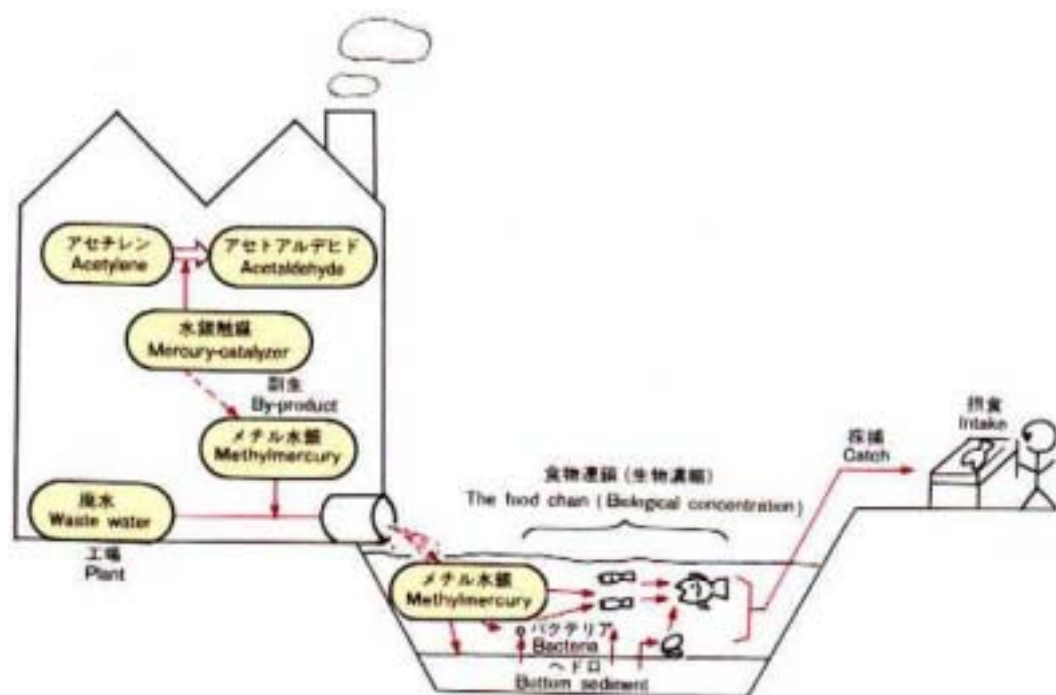 アセチレン
Acetylene
アセトアルデヒド
Acetaldehyde
水銀触媒
Mercury-catalyzer
副生
By-product
メチル水銀
Methylmercury
廃水
Waste water
工場
Plant
食物連鎖(生物濃縮)
The food chain (Biological concentration)
採捕
Catch
摂食
Intake
メチル水銀
Methylmercury
バクテリア
Bacteria
ヘドロ
Bottom sediment